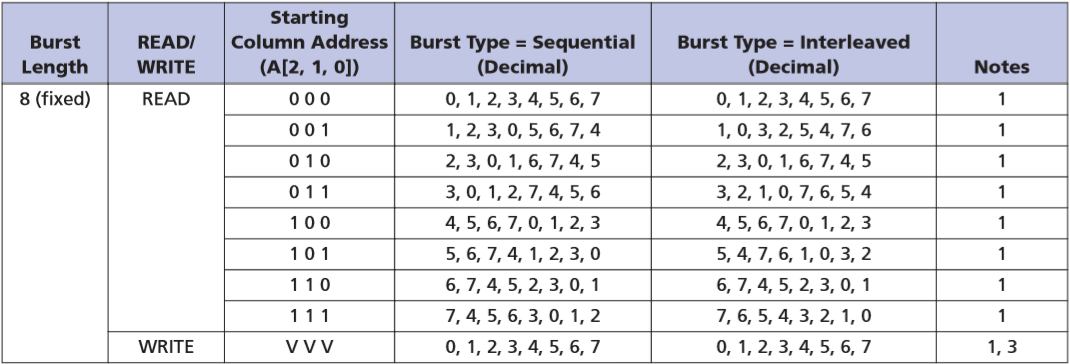 Burst Length READ/ WRITE Starting Column Address (A[2, 1, 0]) Burst Type = Sequential (Decimal) Burst Type = Interleaved (Decimal) Notes
8 (fixed) READ 0 0 0 0, 1, 2, 3, 4, 5, 6, 7 0, 1, 2, 3, 4, 5, 6, 7 1
0 0 1 1, 2, 3, 0, 5, 6, 7, 4 1, 0, 3, 2, 5, 4, 7, 6 1
0 1 0 2, 3, 0, 1, 6, 7, 4, 5 2, 3, 0, 1, 6, 7, 4, 5 1
0 1 1 3, 0, 1, 2, 7, 4, 5, 6 3, 2, 1, 0, 7, 6, 5, 4 1
1 0 0 4, 5, 6, 7, 0, 1, 2, 3 4, 5, 6, 7, 0, 1, 2, 3 1
1 0 1 5, 6, 7, 4, 1, 2, 3, 0 5, 4, 7, 6, 1, 0, 3, 2 1
1 1 0 6, 7, 4, 5, 2, 3, 0, 1 6, 7, 4, 5, 2, 3, 0, 1 1
1 1 1 7, 4, 5, 6, 3, 0, 1, 2 7, 6, 5, 4, 3, 2, 1, 0 1
WRITE V V V 0, 1, 2, 3, 4, 5, 6, 7 0, 1, 2, 3, 4, 5, 6, 7 1, 3